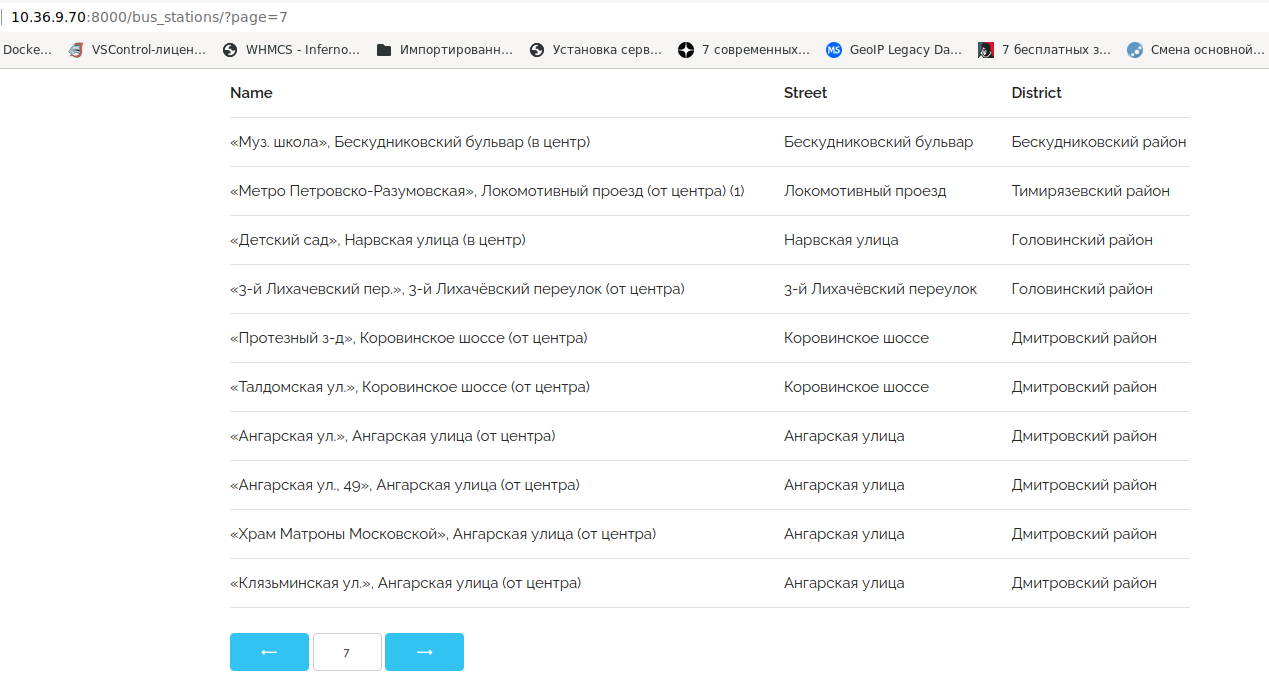 10.36.9.70:8000/bus_stations/?page=7
Docke... VSControl-лицен... WHMCS - Inferno... Импортированн... Установка серв... 7 современных... GeoIP Legacy Da... 7 бесплатных з... Смена основной...
Name Street District
«Муз. школа», Бескудниковский бульвар (в центр) Бескудниковский бульвар Бескудниковский район
«Метро Петровско-Разумовская», Локомотивный проезд (от центра) (1) Локомотивный проезд Тимирязевский район
«Детский сад», Нарвская улица (в центр) Нарвская улица Головинский район
«3-й Лихачевский пер.», 3-й Лихачёвский переулок (от центра) 3-й Лихачёвский переулок Головинский район
«Протезный з-д», Коровинское шоссе (от центра) Коровинское шоссе Дмитровский район
«Талдомская ул.», Коровинское шоссе (от центра) Коровинское шоссе Дмитровский район
«Ангарская ул.», Ангарская улица (от центра) Ангарская улица Дмитровский район
«Ангарская ул., 49», Ангарская улица (от центра) Ангарская улица Дмитровский район
«Храм Матроны Московской», Ангарская улица (от центра) Ангарская улица Дмитровский район
«Клязьминская ул.», Ангарская улица (от центра) Ангарская улица Дмитровский район
← 7 →